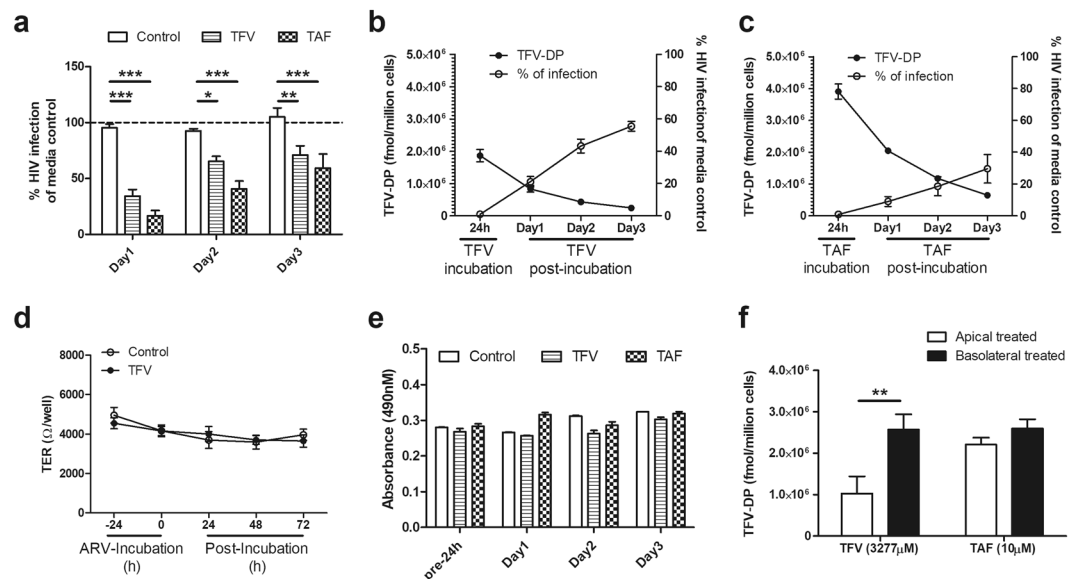 a
Control TFV TAF
% HIV infection
of media control
150
100
50
0
***
***
***
*
***
**
Day1
Day2
Day3
b
TFV-DP (fmol/million cells)
5.0×10⁶
4.0×10⁶
3.0×10⁶
2.0×10⁶
1.0×10⁶
0
TFV-DP
% of infection
100
80
60
40
20
0
% HIV infectionof media control
24h Day1 Day2 Day3
TFV TFV
incubation post-incubation
c
TFV-DP (fmol/million cells)
5.0×10⁶
4.0×10⁶
3.0×10⁶
2.0×10⁶
1.0×10⁶
0
TFV-DP
% of infection
100
80
60
40
20
0
% HIV infectionof media control
24h Day1 Day2 Day3
TAF TAF
incubation post-incubation
d
TER (Ω/well)
8000
6000
4000
2000
0
Control
TFV
-24 0 24 48 72
ARV-Incubation Post-Incubation
(h) (h)
e
Absorbance (490nM)
0.5
0.4
0.3
0.2
0.1
0.0
Control TFV TAF
pre-24h
Day1
Day2
Day3
f
Apical treated
Basolateral treated
TFV-DP (fmol/million cells)
4.0×10⁶
3.0×10⁶
2.0×10⁶
1.0×10⁶
0
**
TFV (3277μM) TAF (10μM)